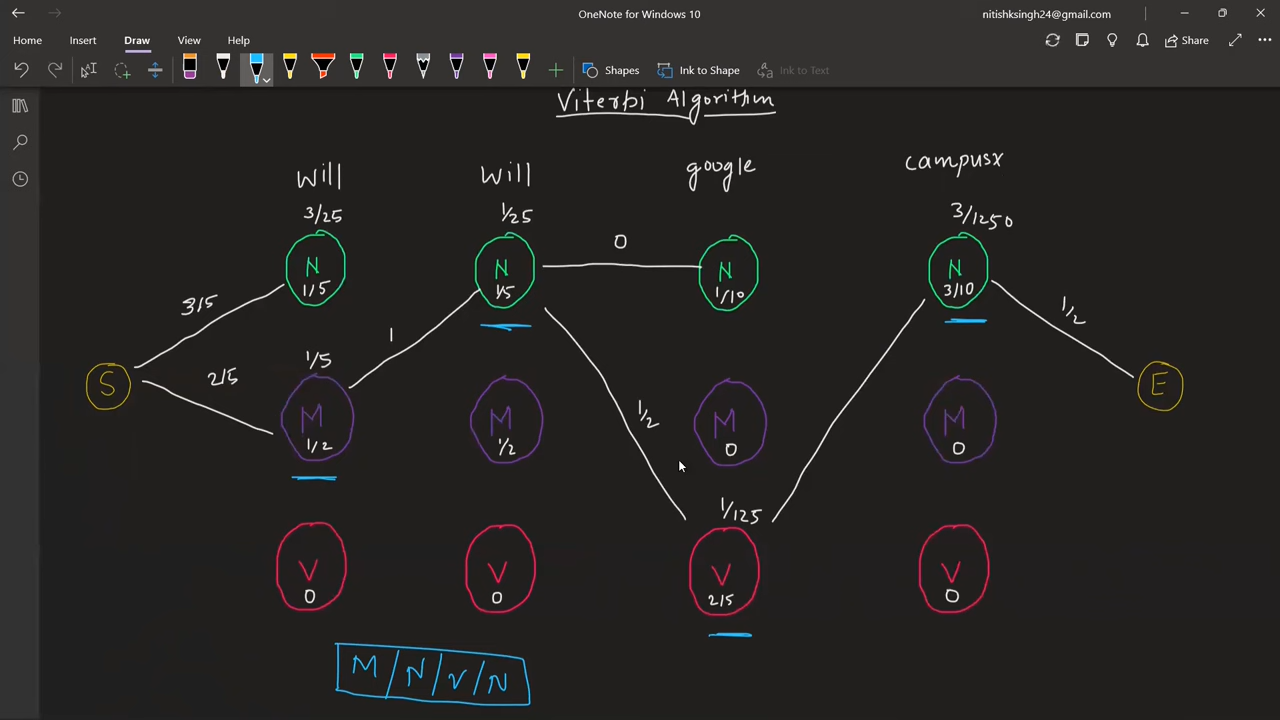 OneNote for Windows 10
nitishksingh24@gmail.com
Home Insert Draw View Help
Share
Shapes Ink to Shape Ink to Text
Viterbi Algorithm
Will Will google campusx
3/25 1/25 3/1250
0
N N N N
1/5 1/5 1/10 3/10
3/5 1 1/2
S 2/5 1/5 1/2 E
M M M M
1/2 1/2 0 0
1/125
V V V V
0 0 2/5 0
M/N/V/N